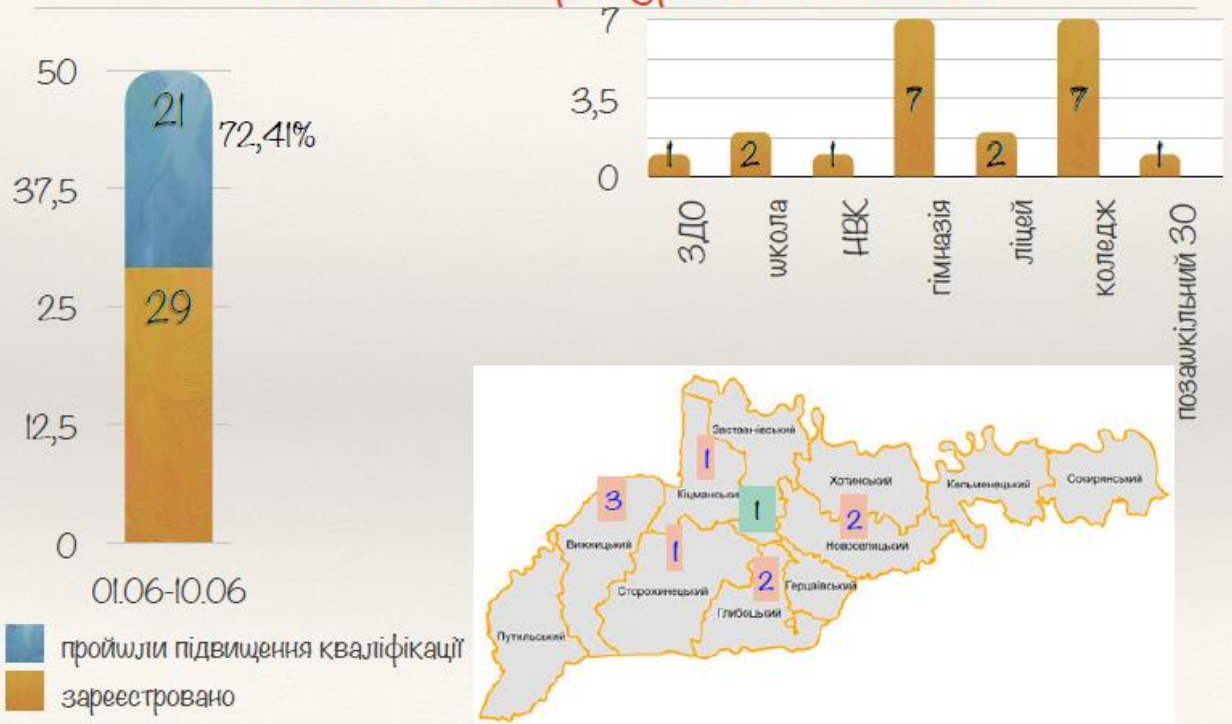 50
37,5
25
12,5
0
21
72,41%
29
01.06-10.06
пройшли підвищення кваліфікації
зареєстровано
7
3,5
0
1
2
1
7
2
7
1
ЗДО
школа
НВК
гімназія
ліцей
коледж
позашкільний ЗО
Заставнівський
1
Хотинський
Кельменецький
Сокирянський
Кіцманський
3
1
2
Вижницький
1
Новоселицький
2
Герцаївський
Сторожинецький
Глибоцький
Путильський